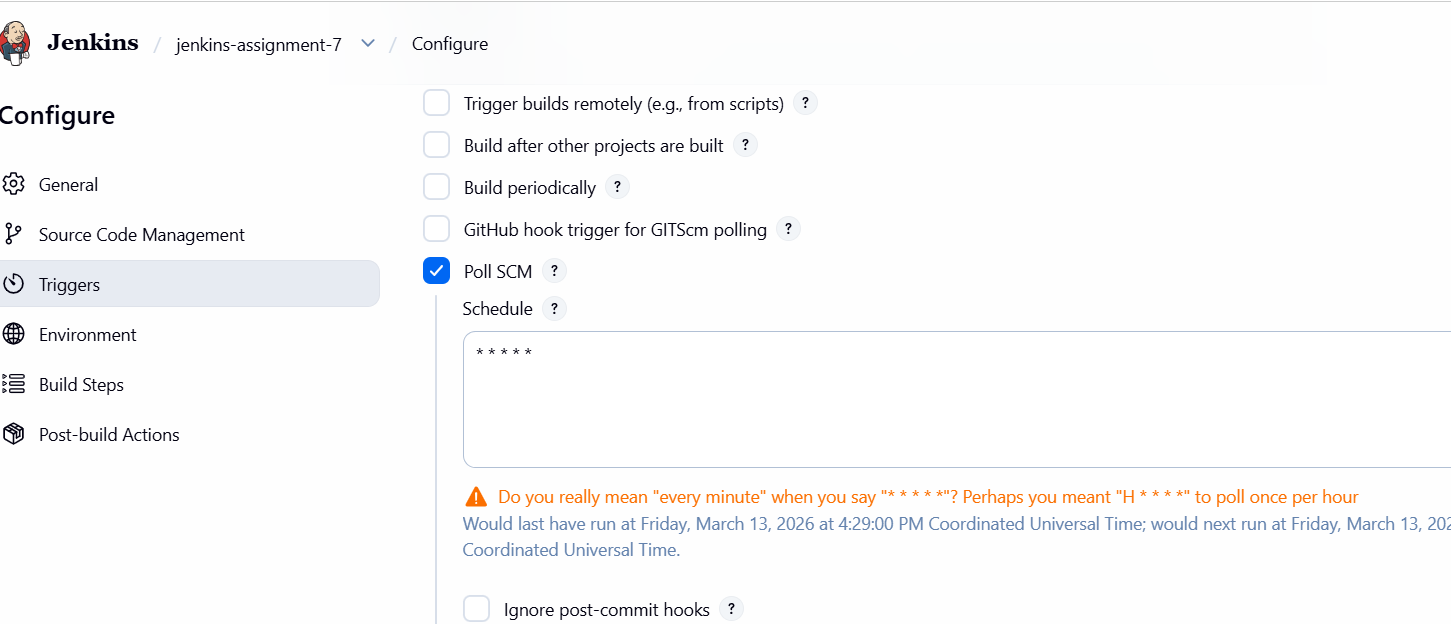 Jenkins / jenkins-assignment-7 / Configure
Configure
General
Source Code Management
Triggers
Environment
Build Steps
Post-build Actions
Trigger builds remotely (e.g., from scripts) ?
Build after other projects are built ?
Build periodically ?
GitHub hook trigger for GITScm polling ?
Poll SCM ?
Schedule ?
* * * * *
Do you really mean "every minute" when you say "* * * * *"? Perhaps you meant "H * * * *" to poll once per hour
Would last have run at Friday, March 13, 2026 at 4:29:00 PM Coordinated Universal Time; would next run at Friday, March 13,
Coordinated Universal Time.
Ignore post-commit hooks ?